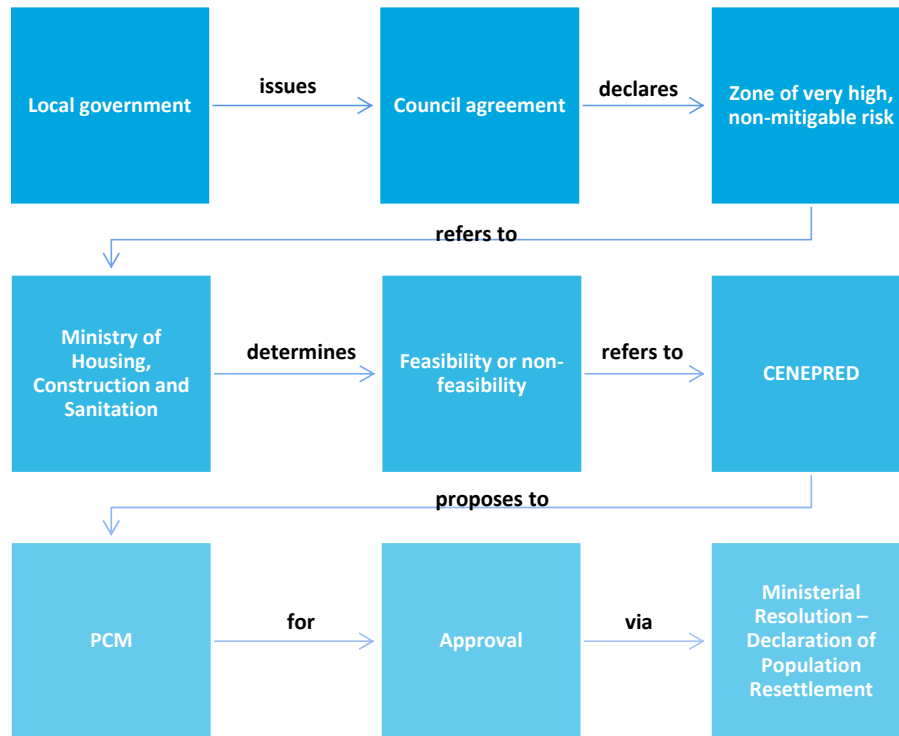 Local government
issues
Council agreement
declares
Zone of very high,
non-mitigable risk
refers to
Ministry of
Housing,
Construction and
Sanitation
determines
Feasibility or non-
feasibility
refers to
CENEPRED
proposes to
PCM
for
Approval
via
Ministerial
Resolution –
Declaration of
Population
Resettlement